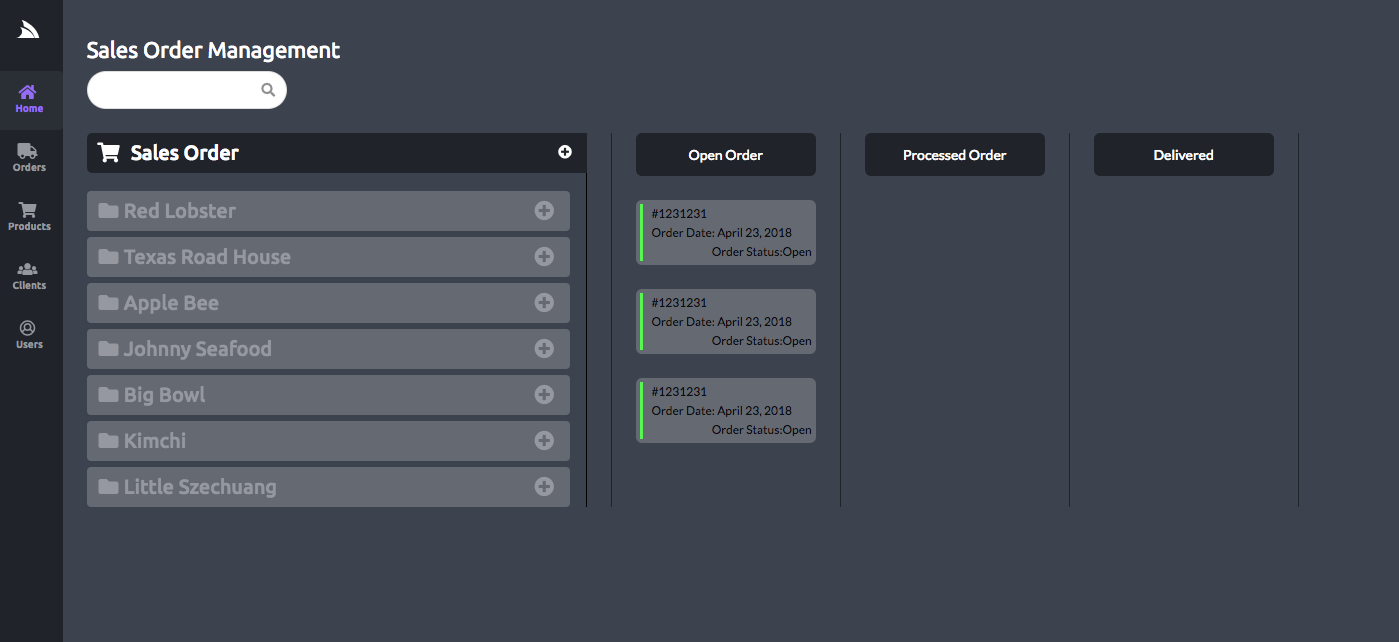 Sales Order Management
Home
Orders
Products
Clients
Users
Sales Order
Red Lobster
Texas Road House
Apple Bee
Johnny Seafood
Big Bowl
Kimchi
Little Szechuang
Open Order
#1231231
Order Date: April 23, 2018
Order Status:Open
#1231231
Order Date: April 23, 2018
Order Status:Open
#1231231
Order Date: April 23, 2018
Order Status:Open
Processed Order
Delivered